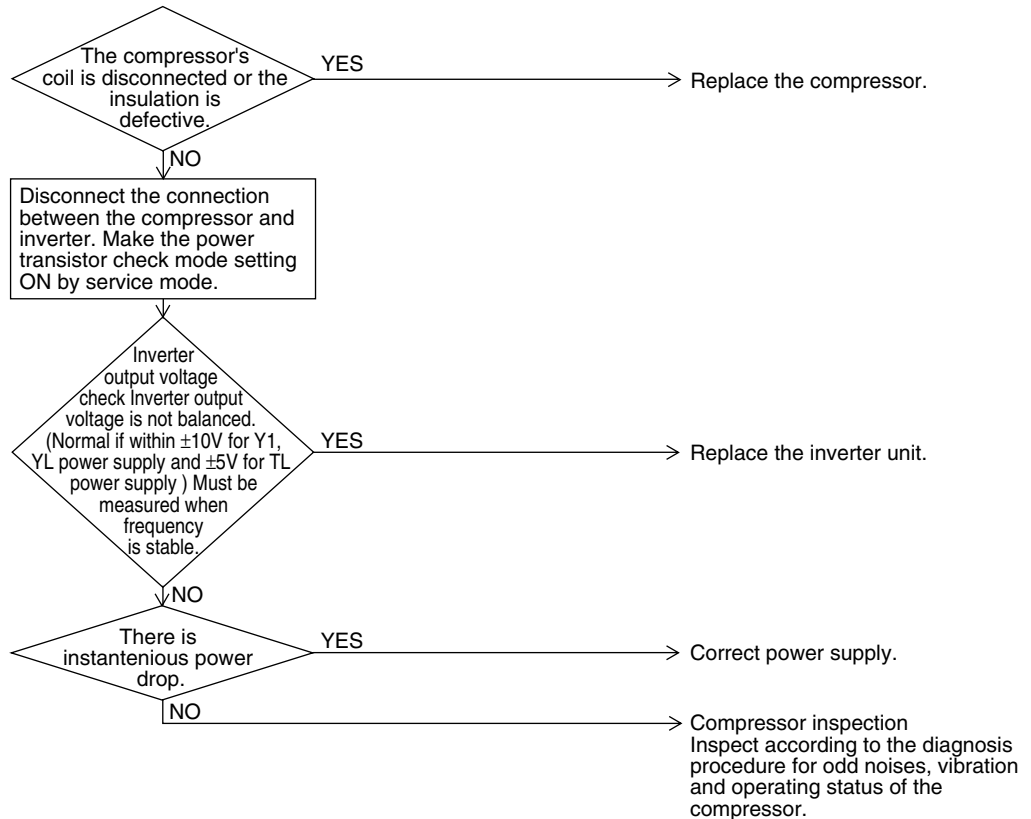 The compressor's
coil is disconnected or the
insulation is
defective.
YES
Replace the compressor.
NO
Disconnect the connection
between the compressor and
inverter. Make the power
transistor check mode setting
ON by service mode.
Inverter
output voltage
check Inverter output
voltage is not balanced.
(Normal if within ±10V for Y1,
YL power supply and ±5V for TL
power supply ) Must be
measured when
frequency
is stable.
YES
Replace the inverter unit.
NO
There is
instantenious power
drop.
YES
Correct power supply.
NO
Compressor inspection
Inspect according to the diagnosis
procedure for odd noises, vibration
and operating status of the
compressor.